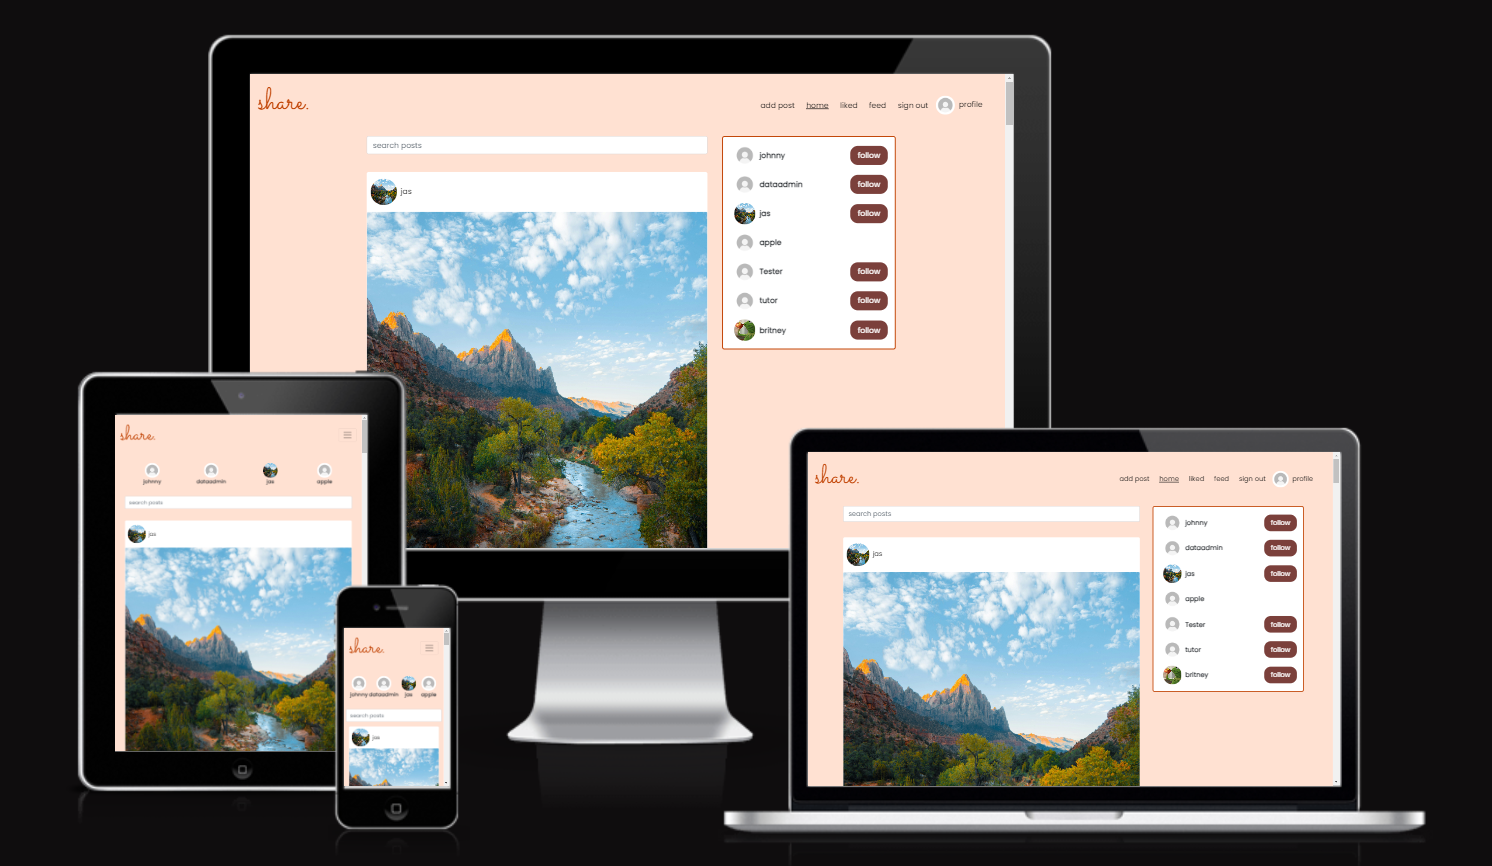 share.
add post home liked feed sign out profile
search posts
jas
johnny follow
dataadmin follow
jas follow
apple
Tester follow
tutor follow
britney follow
share.
johnny dataadmin jas apple
search posts
jas
share.
johnny dataadmin jas apple
search posts
jas
share.
add post home liked feed sign out profile
search posts
jas
johnny follow
dataadmin follow
jas follow
apple
Tester follow
tutor follow
britney follow